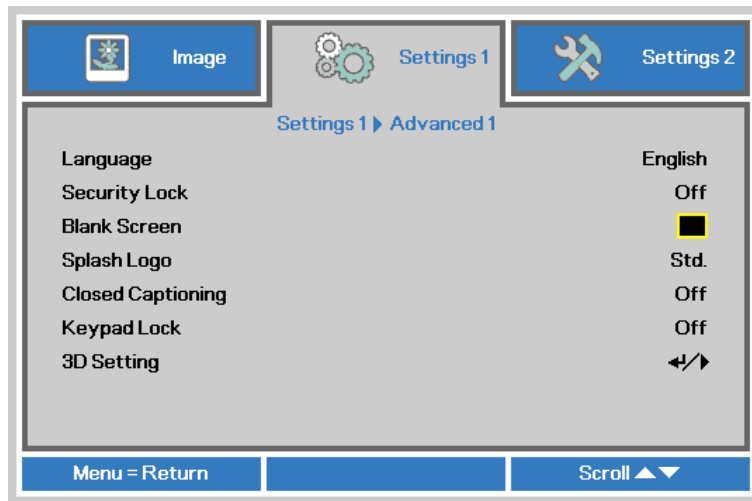 Image Settings 1 Settings 2
Settings 1 ▶ Advanced 1
Language English
Security Lock Off
Blank Screen
Splash Logo Std.
Closed Captioning Off
Keypad Lock Off
3D Setting ↵/▶
Menu = Return Scroll ▲▼